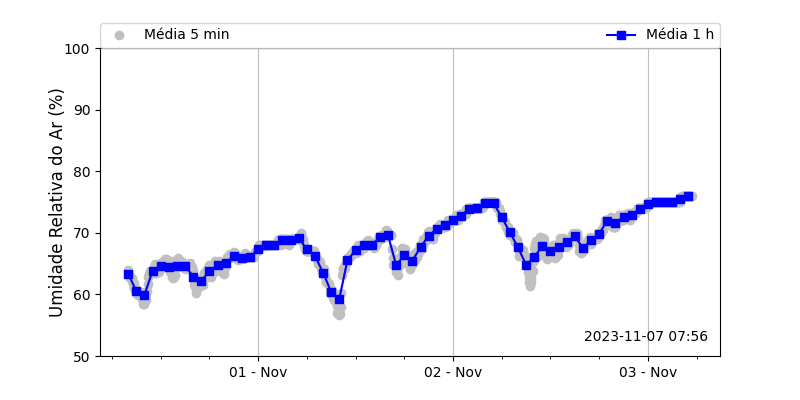 Média 5 min
Média 1 h
100
90
80
70
60
50
Umidade Relativa do Ar (%)
2023-11-07 07:56
01 - Nov
02 - Nov
03 - Nov